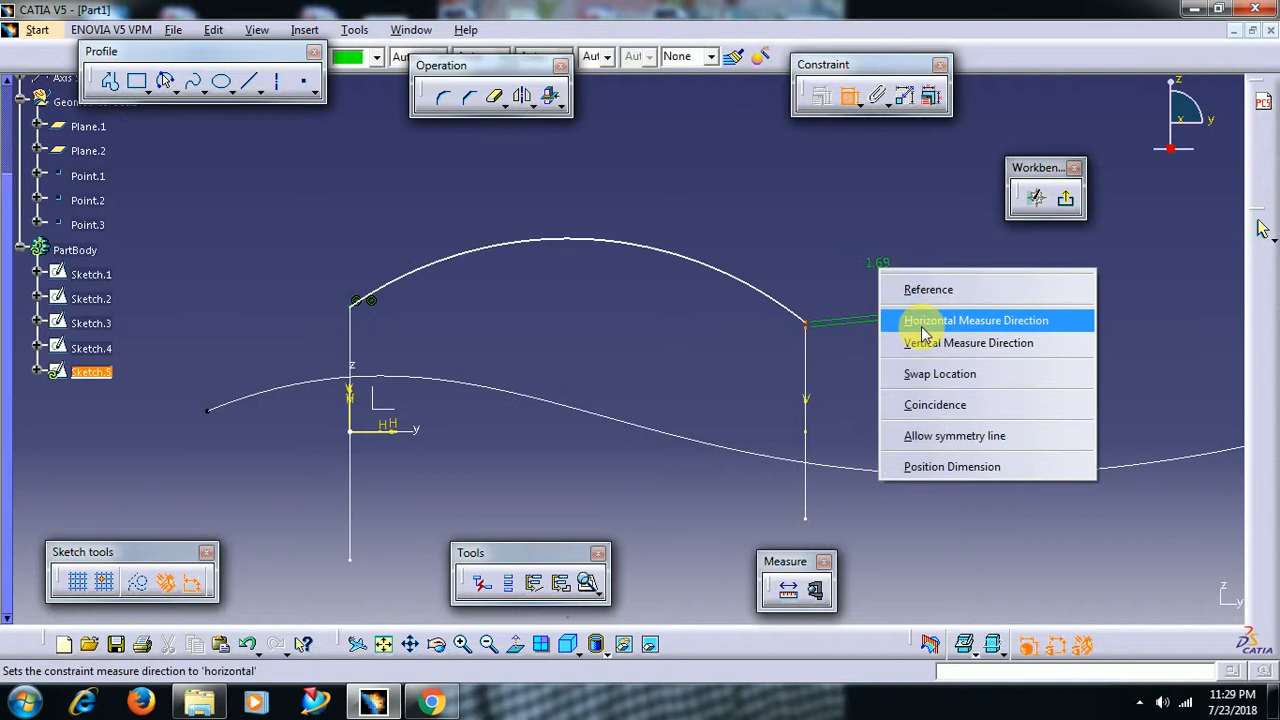 CATIA V5 - [Part1]
Start
ENOVIA V5 VPM
File
Edit
View
Insert
Tools
Window
Help
Profile
Aut
Aut
None
Operation
Constraint
Workben...
z
x
y
Plane.1
Plane.2
Point.1
Point.2
Point.3
PartBody
Sketch.1
Sketch.2
Sketch.3
Sketch.4
Sketch.5
1.69
Reference
Horizontal Measure Direction
Vertical Measure Direction
Swap Location
Coincidence
Allow symmetry line
Position Dimension
z
V
H
H H
y
V
Sketch tools
Tools
Measure
z
y
CATIA
Sets the constraint measure direction to 'horizontal'
11:29 PM
7/23/2018